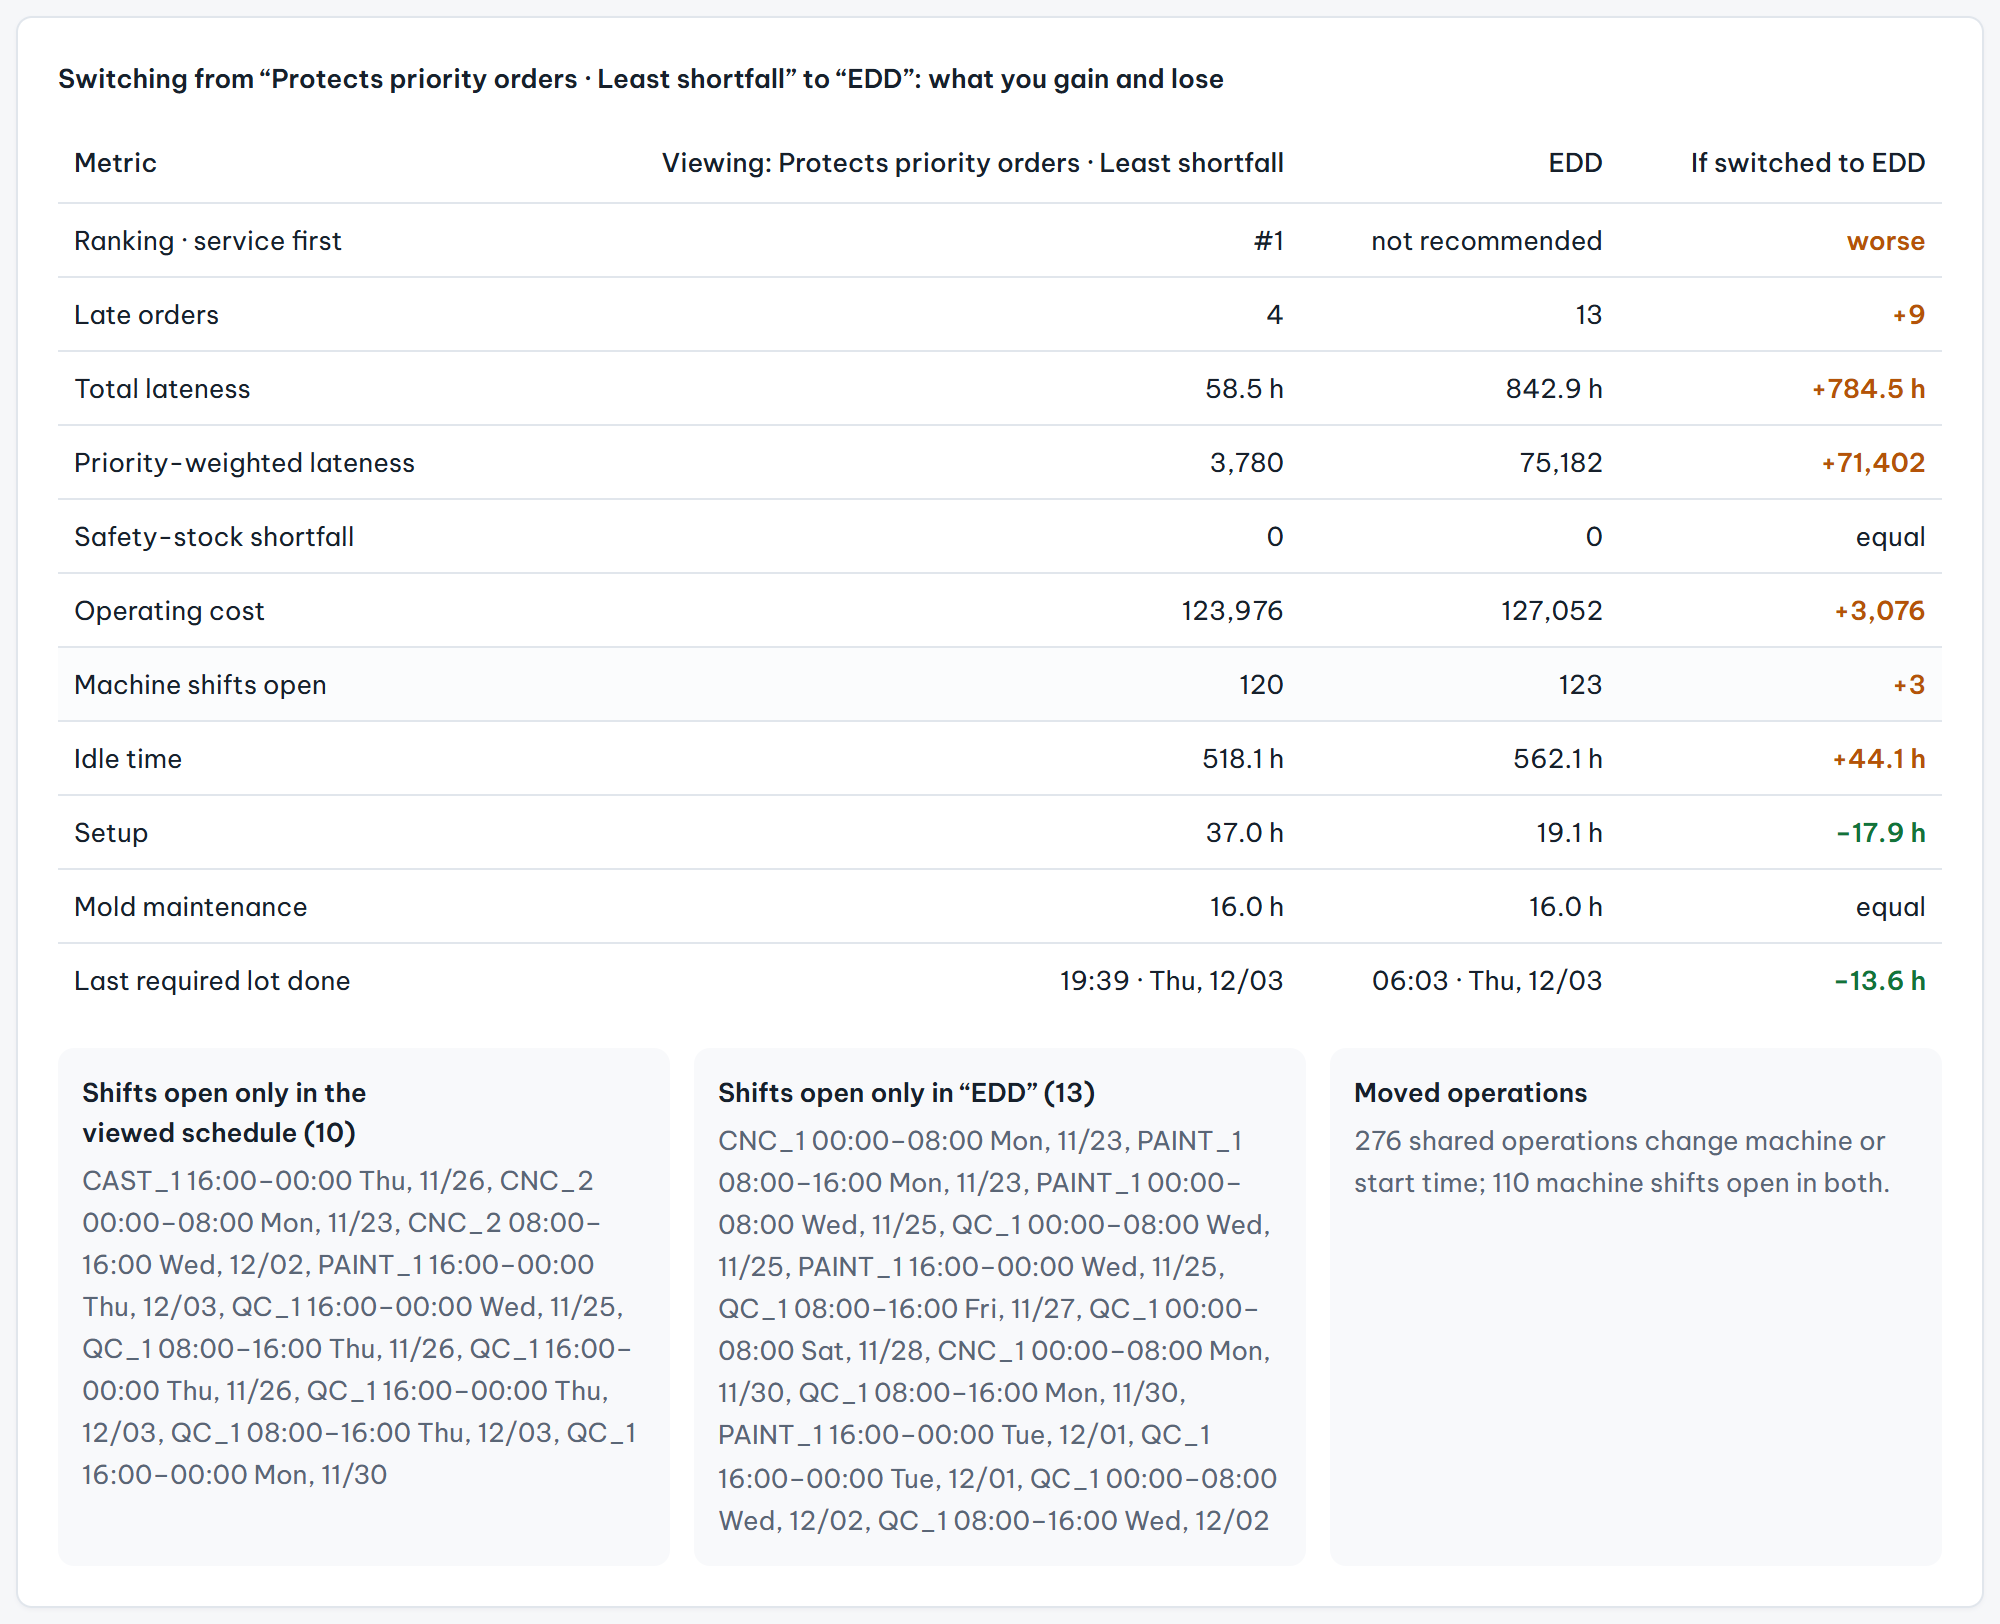 Switching from “Protects priority orders · Least shortfall” to “EDD”: what you gain and lose
Metric Viewing: Protects priority orders · Least shortfall EDD If switched to EDD
Ranking · service first #1 not recommended worse
Late orders 4 13 +9
Total lateness 58.5 h 842.9 h +784.5 h
Priority-weighted lateness 3,780 75,182 +71,402
Safety-stock shortfall 0 0 equal
Operating cost 123,976 127,052 +3,076
Machine shifts open 120 123 +3
Idle time 518.1 h 562.1 h +44.1 h
Setup 37.0 h 19.1 h −17.9 h
Mold maintenance 16.0 h 16.0 h equal
Last required lot done 19:39 · Thu, 12/03 06:03 · Thu, 12/03 −13.6 h
Shifts open only in the
viewed schedule (10)
CAST_1 16:00–00:00 Thu, 11/26, CNC_2
00:00–08:00 Mon, 11/23, CNC_2 08:00–
16:00 Wed, 12/02, PAINT_1 16:00–00:00
Thu, 12/03, QC_1 16:00–00:00 Wed, 11/25,
QC_1 08:00–16:00 Thu, 11/26, QC_1 16:00–
00:00 Thu, 11/26, QC_1 16:00–00:00 Thu,
12/03, QC_1 08:00–16:00 Thu, 12/03, QC_1
16:00–00:00 Mon, 11/30
Shifts open only in “EDD” (13)
CNC_1 00:00–08:00 Mon, 11/23, PAINT_1
08:00–16:00 Mon, 11/23, PAINT_1 00:00–
08:00 Wed, 11/25, QC_1 00:00–08:00 Wed,
11/25, PAINT_1 16:00–00:00 Wed, 11/25,
QC_1 08:00–16:00 Fri, 11/27, QC_1 00:00–
08:00 Sat, 11/28, CNC_1 00:00–08:00 Mon,
11/30, QC_1 08:00–16:00 Mon, 11/30,
PAINT_1 16:00–00:00 Tue, 12/01, QC_1
16:00–00:00 Tue, 12/01, QC_1 00:00–08:00
Wed, 12/02, QC_1 08:00–16:00 Wed, 12/02
Moved operations
276 shared operations change machine or
start time; 110 machine shifts open in both.